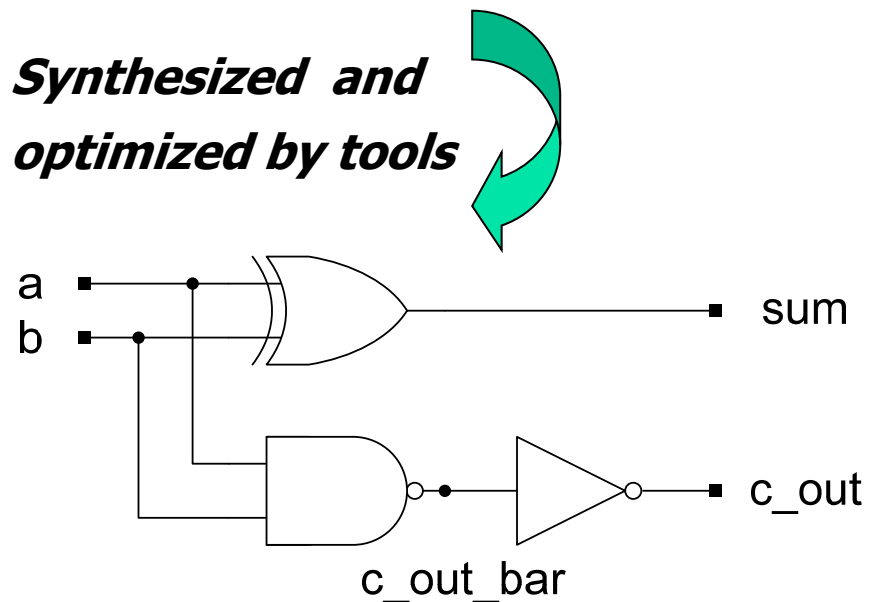 Synthesized and
optimized by tools
a
b
sum
c_out
c_out_bar